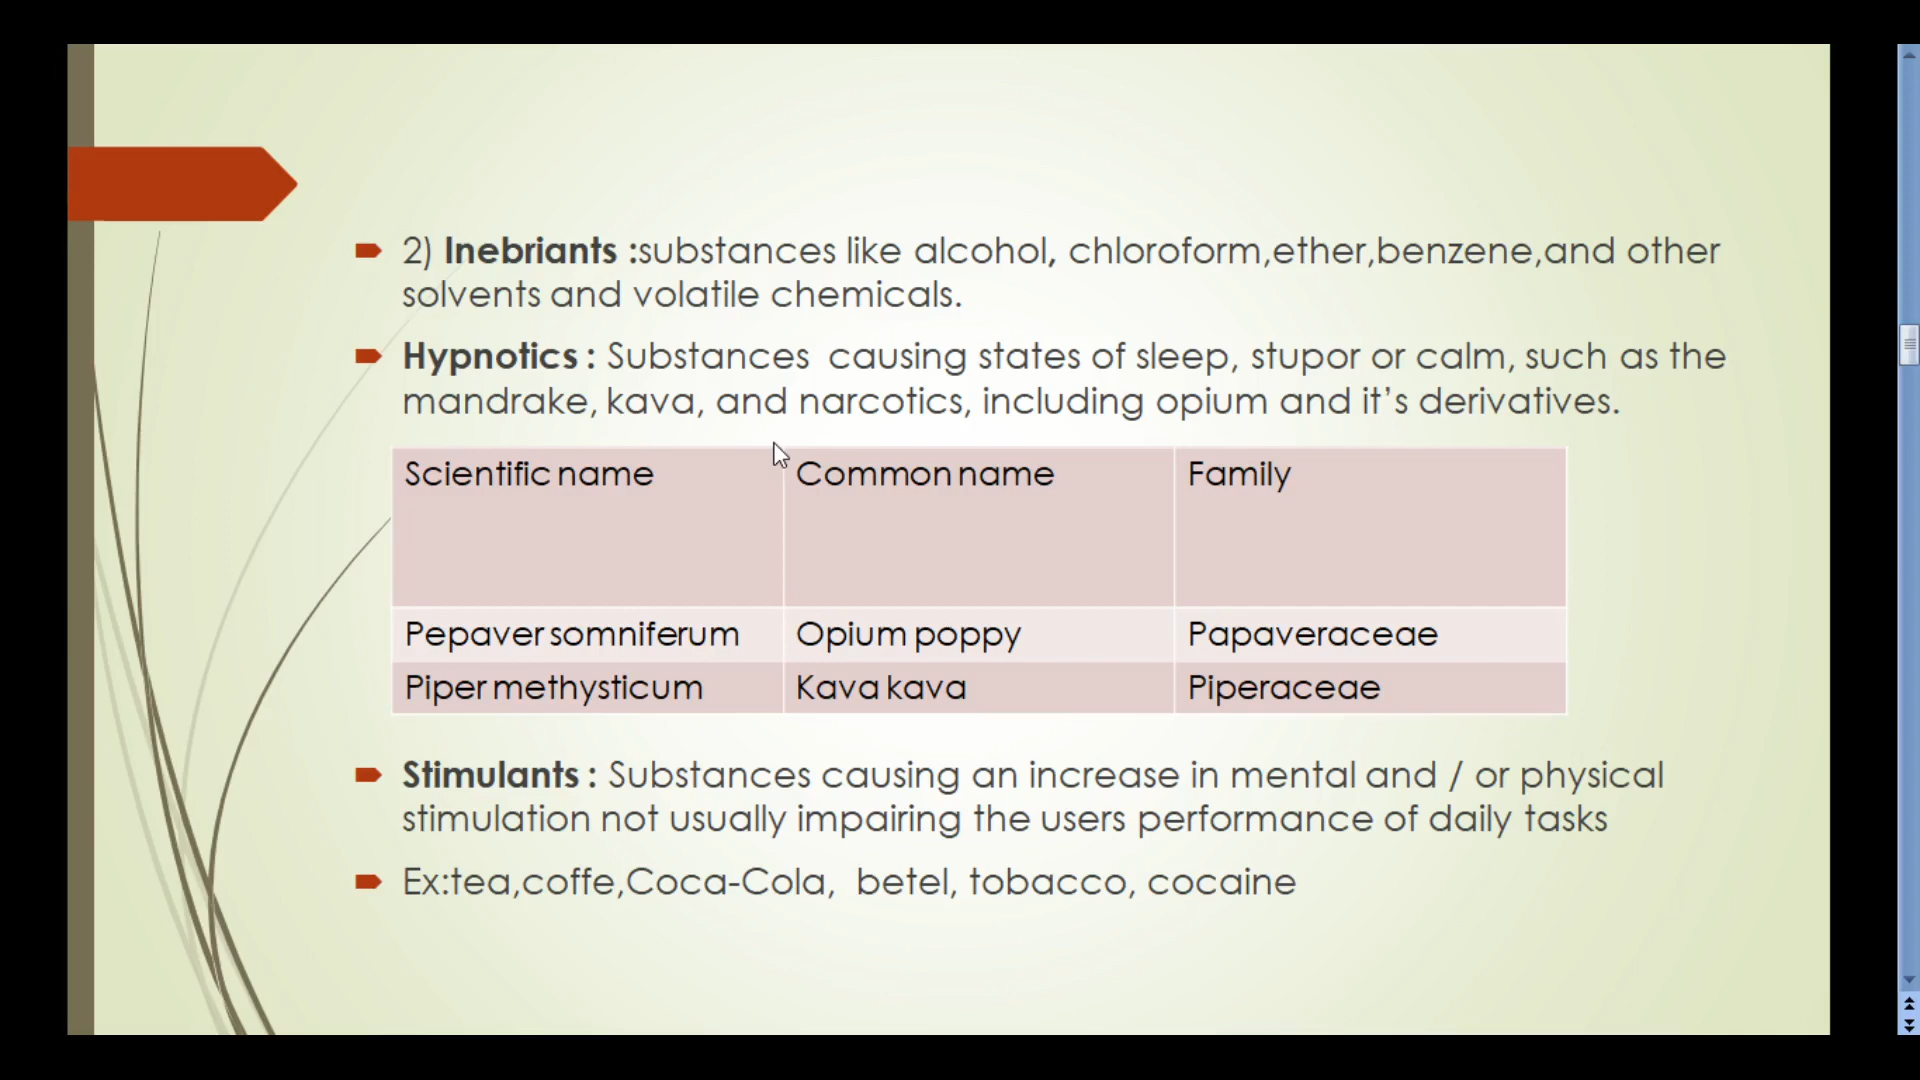 2) Inebriants :substances like alcohol, chloroform,ether,benzene,and other
solvents and volatile chemicals.
Hypnotics : Substances causing states of sleep, stupor or calm, such as the
mandrake, kava, and narcotics, including opium and it’s derivatives.
Scientific name Common name Family
Pepaver somniferum Opium poppy Papaveraceae
Piper methysticum Kava kava Piperaceae
Stimulants : Substances causing an increase in mental and / or physical
stimulation not usually impairing the users performance of daily tasks
Ex:tea,coffe,Coca-Cola, betel, tobacco, cocaine